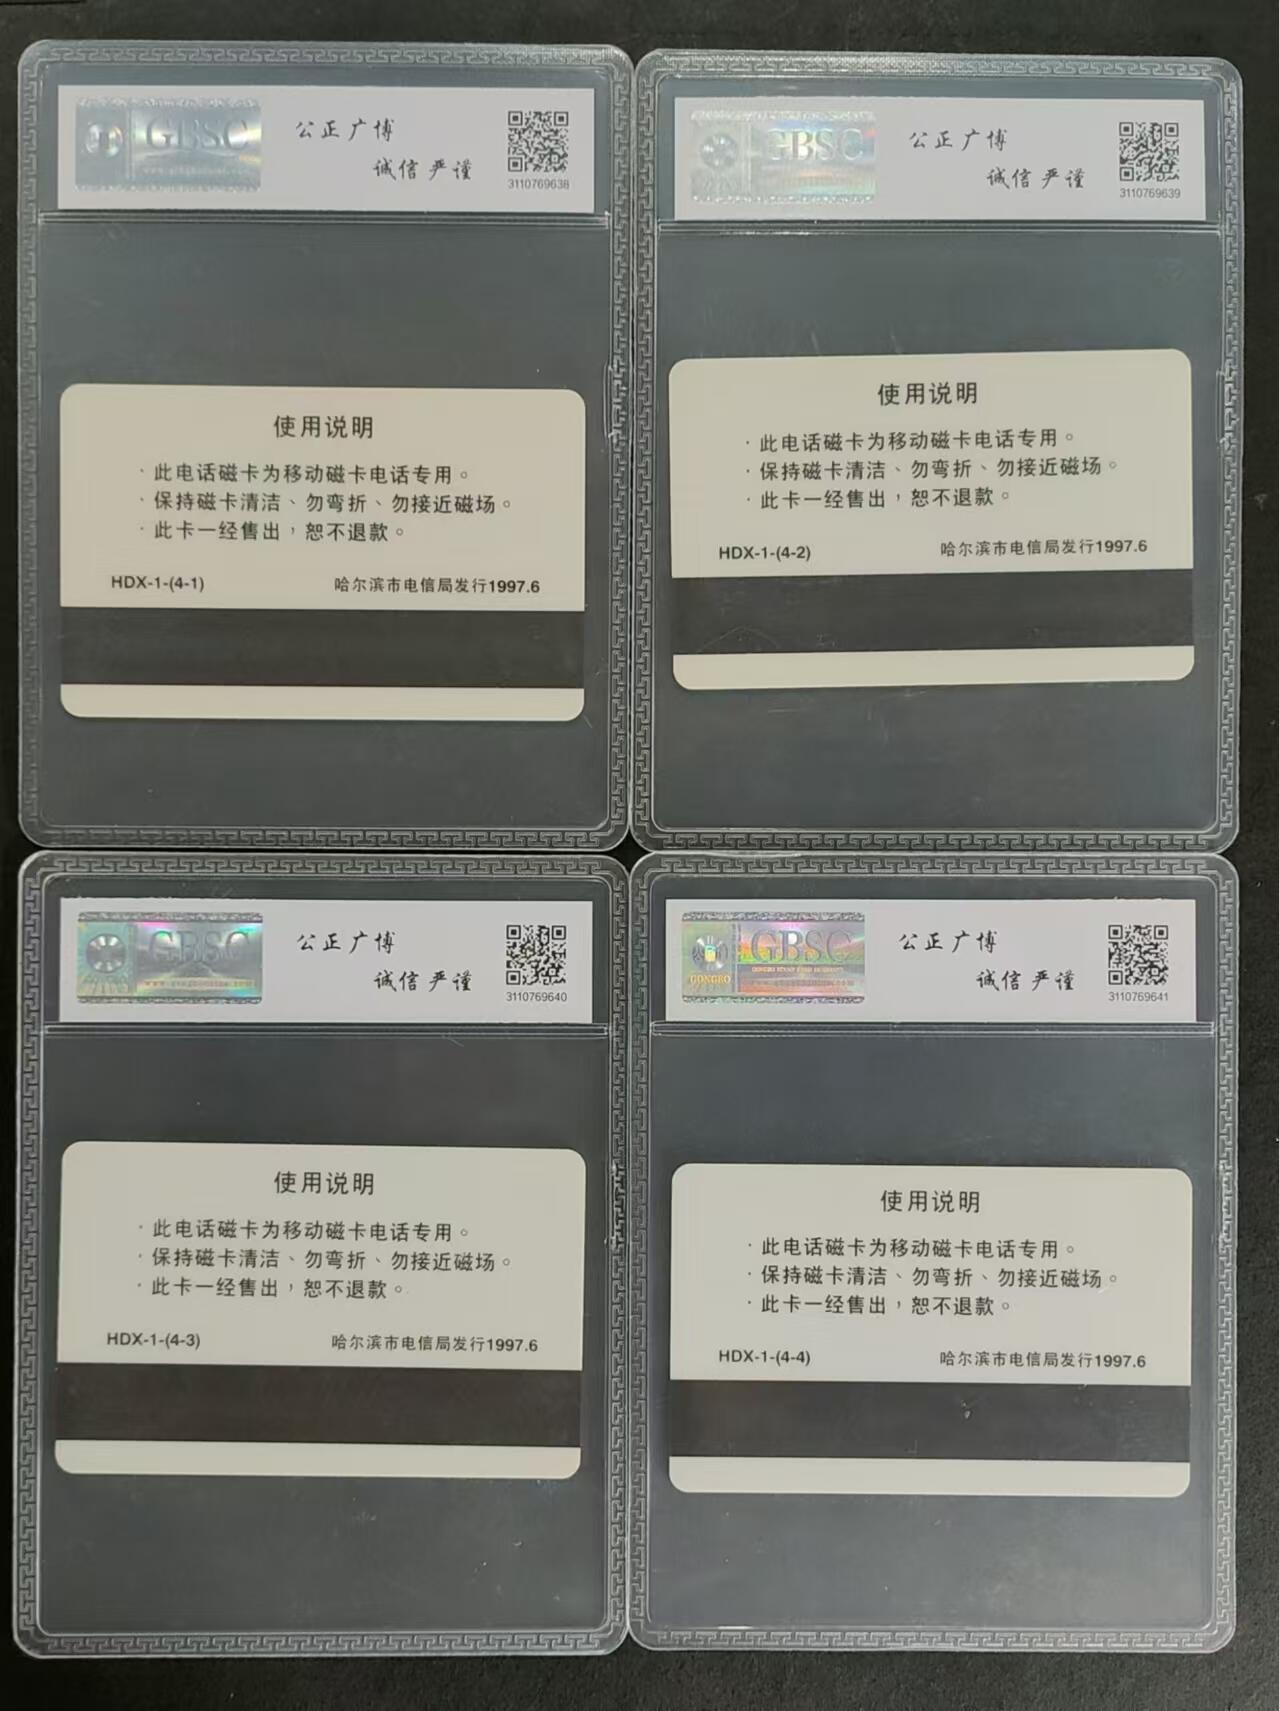 GBSC
公正广博
诚信严谨
3110769638
使用说明
·此电话磁卡为移动磁卡电话专用。
·保持磁卡清洁、勿弯折、勿接近磁场。
·此卡一经售出，恕不退款。
HDX-1-(4-1) 哈尔滨市电信局发行1997.6
GBSC
公正广博
诚信严谨
3110769639
使用说明
·此电话磁卡为移动磁卡电话专用。
·保持磁卡清洁、勿弯折、勿接近磁场。
·此卡一经售出，恕不退款。
HDX-1-(4-2) 哈尔滨市电信局发行1997.6
GBSC
公正广博
诚信严谨
3110769640
使用说明
·此电话磁卡为移动磁卡电话专用。
·保持磁卡清洁、勿弯折、勿接近磁场。
·此卡一经售出，恕不退款。
HDX-1-(4-3) 哈尔滨市电信局发行1997.6
GBSC
GONGBO
公正广博
诚信严谨
3110769641
使用说明
·此电话磁卡为移动磁卡电话专用。
·保持磁卡清洁、勿弯折、勿接近磁场。
·此卡一经售出，恕不退款。
HDX-1-(4-4) 哈尔滨市电信局发行1997.6